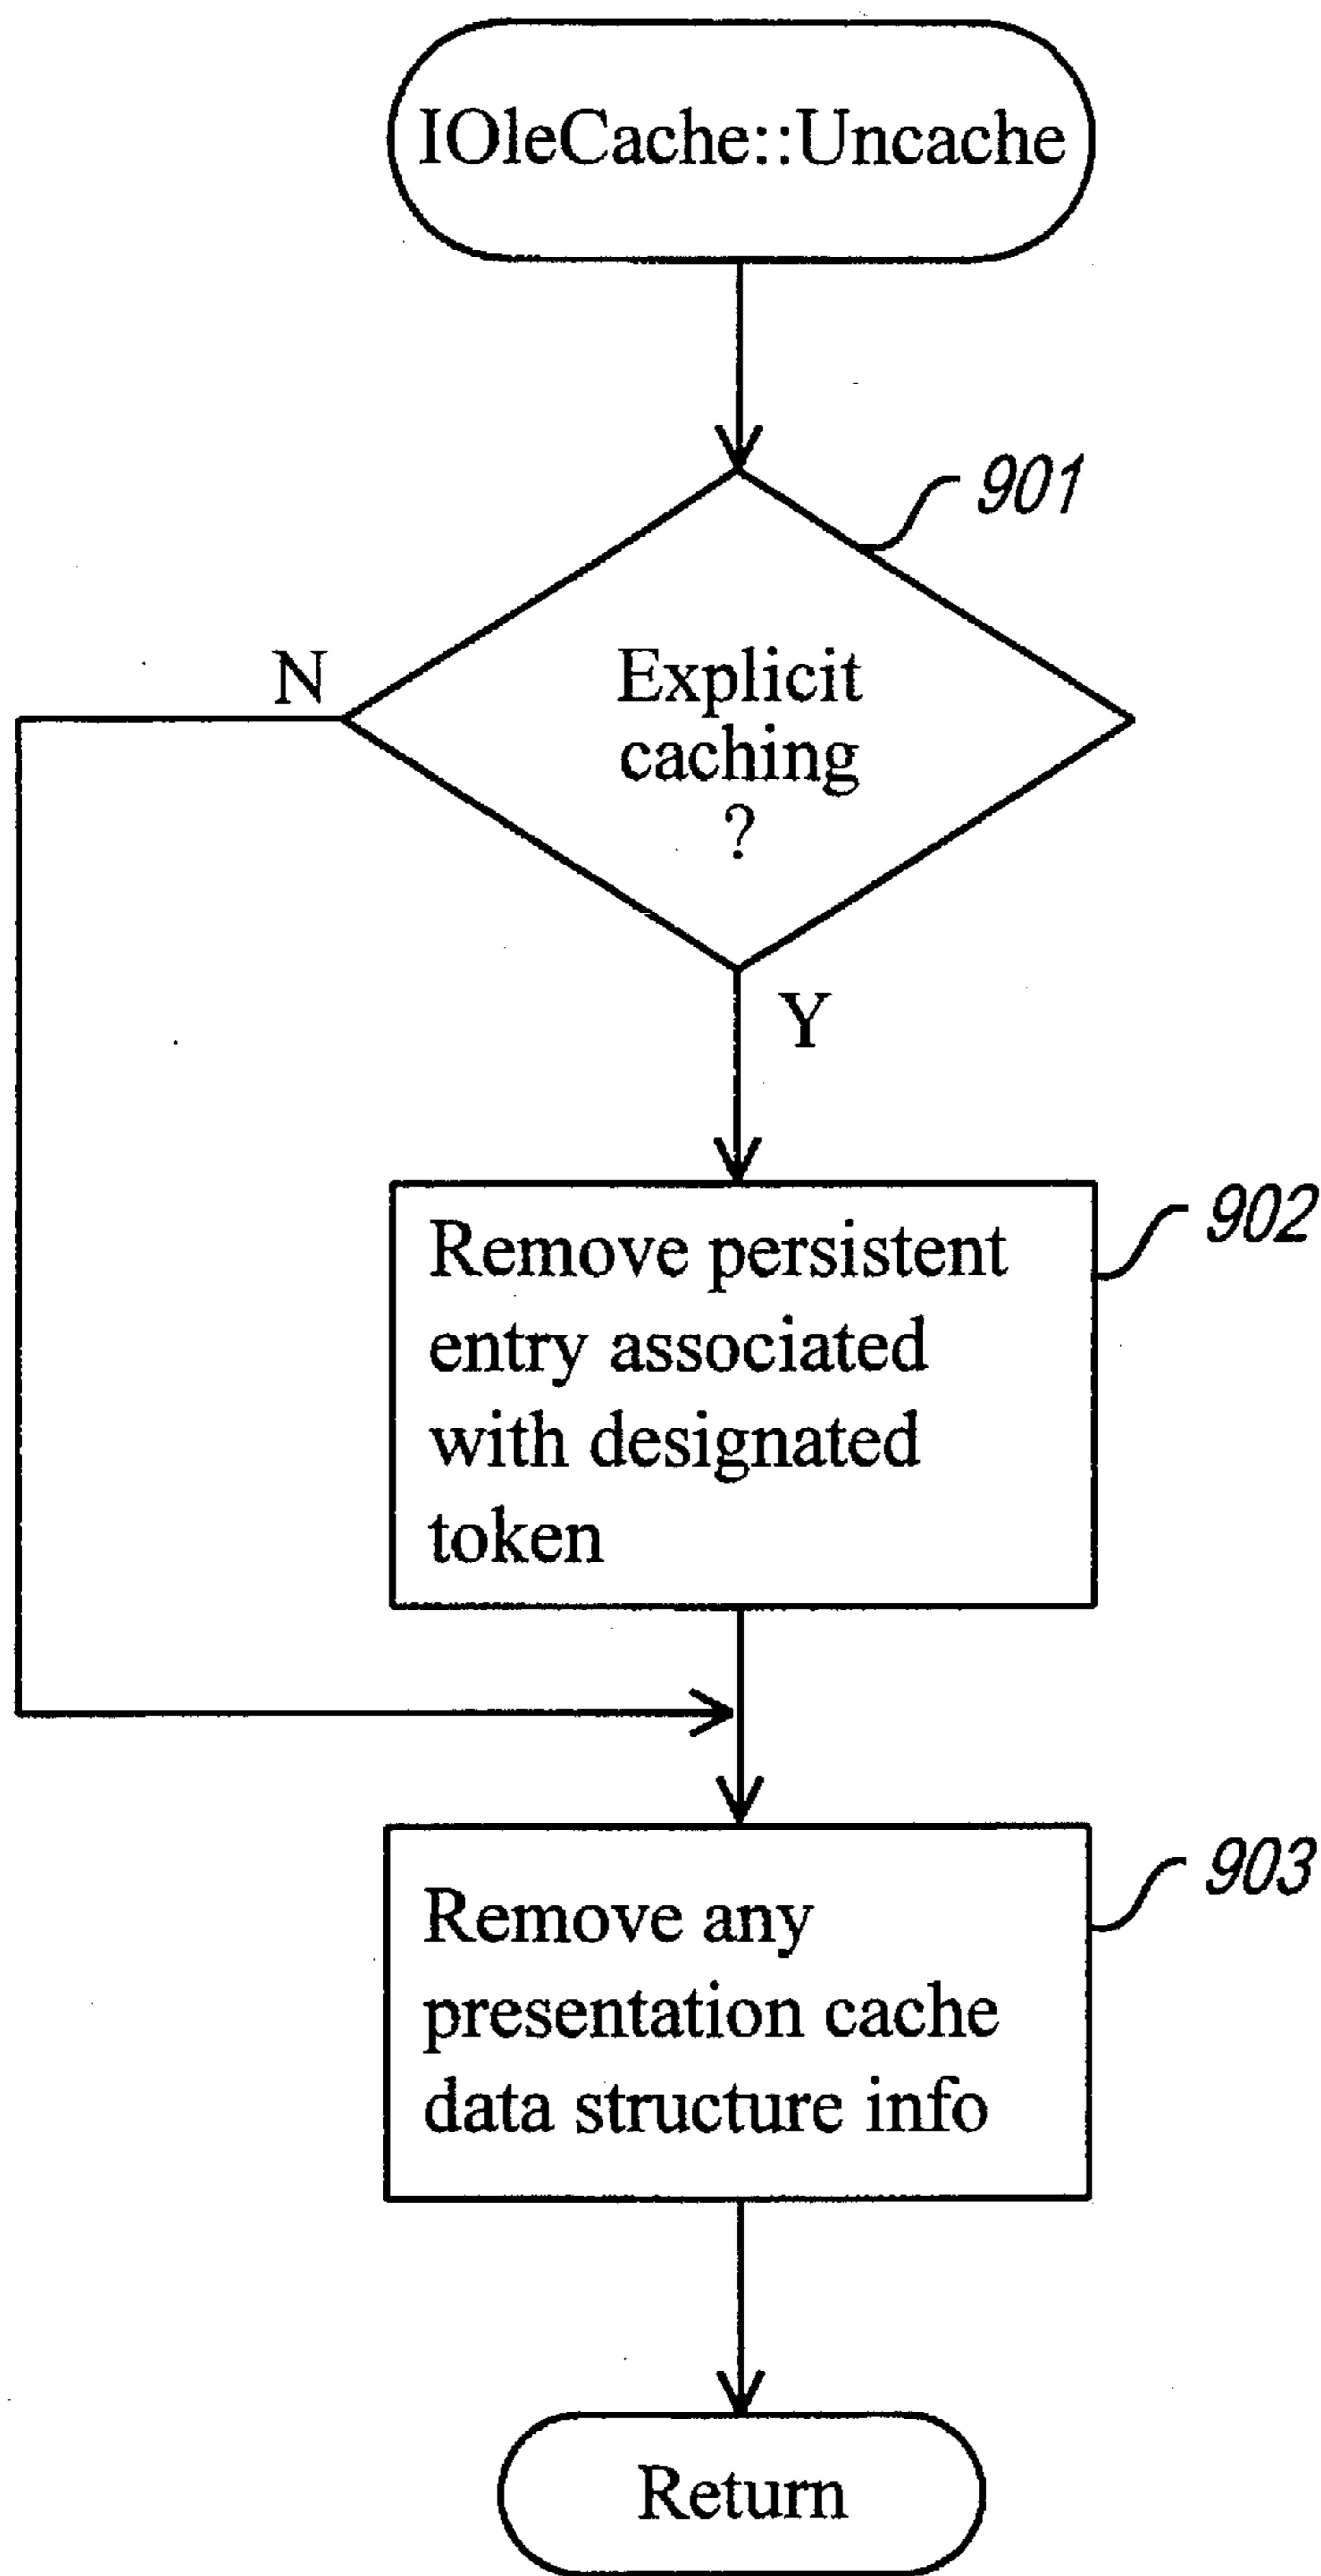 IOleCache::Uncache
901
N
Explicit
caching
?
Y
902
Remove persistent
entry associated
with designated
token
903
Remove any
presentation cache
data structure info
Return